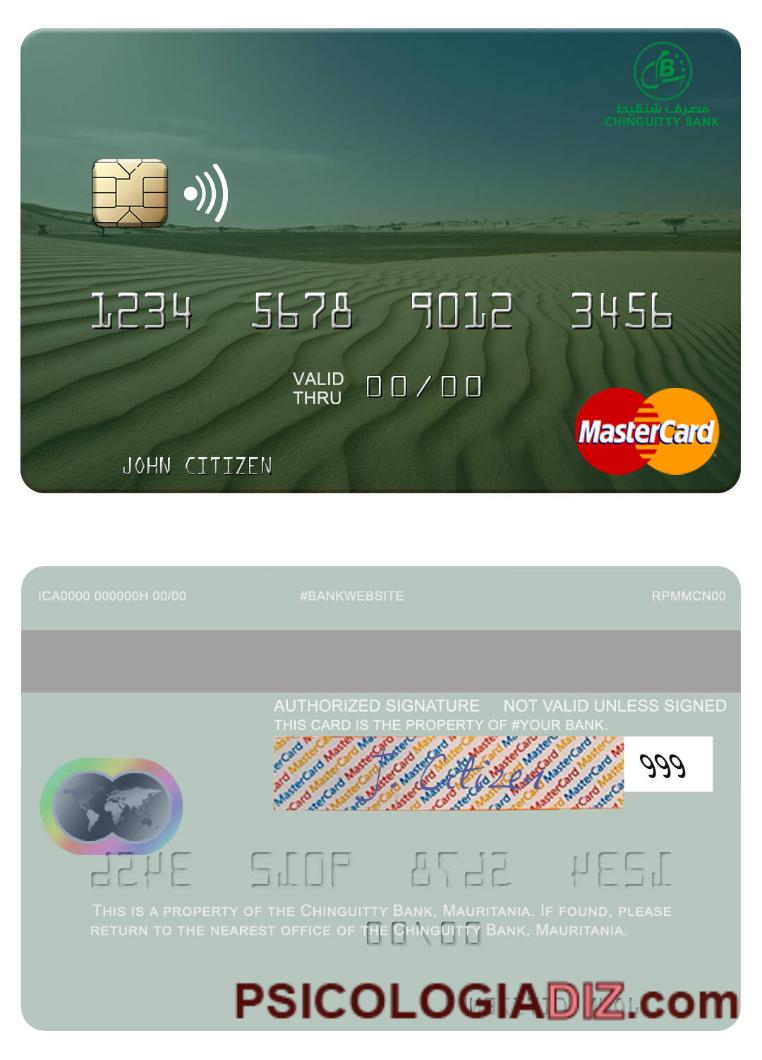 B
مصرف شنقيط
CHINGUITTY BANK
1234 5678 9012 3456
VALID THRU 00/00
MasterCard
JOHN CITIZEN
ICA0000 000000H 00/00 #BANKWEBSITE RPMMCN00
AUTHORIZED SIGNATURE NOT VALID UNLESS SIGNED
THIS CARD IS THE PROPERTY OF #YOUR BANK.
J. Citizen 999
THIS IS A PROPERTY OF THE CHINGUITTY BANK, MAURITANIA. IF FOUND, PLEASE
RETURN TO THE NEAREST OFFICE OF THE CHINGUITTY BANK, MAURITANIA.
PSICOLOGIADIZ.com